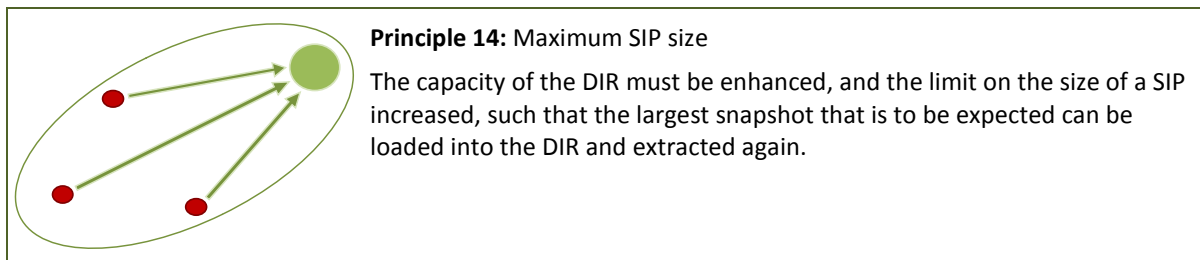 Principle 14: Maximum SIP size
The capacity of the DIR must be enhanced, and the limit on the size of a SIP
increased, such that the largest snapshot that is to be expected can be
loaded into the DIR and extracted again.